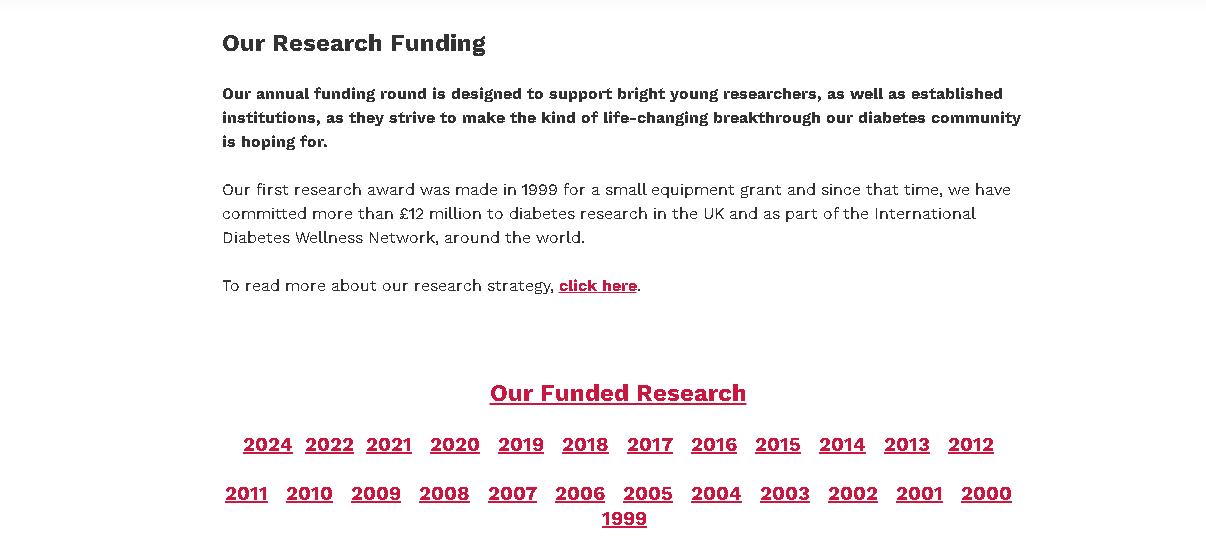 Our Research Funding
Our annual funding round is designed to support bright young researchers, as well as established
institutions, as they strive to make the kind of life-changing breakthrough our diabetes community
is hoping for.
Our first research award was made in 1999 for a small equipment grant and since that time, we have
committed more than £12 million to diabetes research in the UK and as part of the International
Diabetes Wellness Network, around the world.
To read more about our research strategy, click here.
Our Funded Research
2024 2022 2021 2020 2019 2018 2017 2016 2015 2014 2013 2012
2011 2010 2009 2008 2007 2006 2005 2004 2003 2002 2001 2000
1999